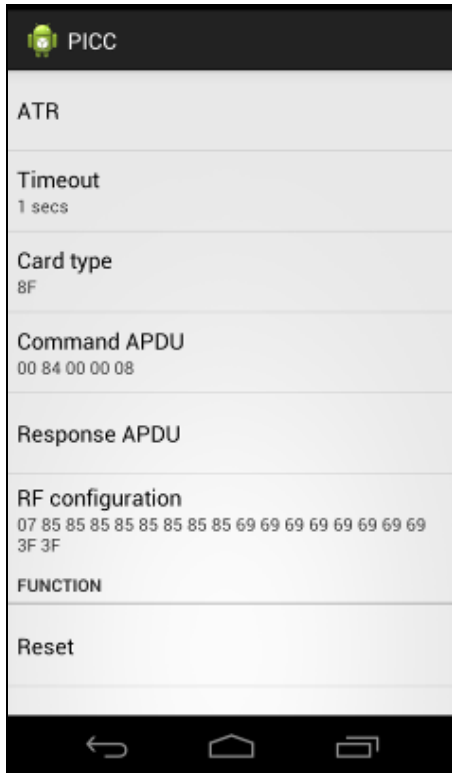 PICC
ATR
Timeout
1 secs
Card type
8F
Command APDU
00 84 00 00 08
Response APDU
RF configuration
07 85 85 85 85 85 85 85 85 69 69 69 69 69 69 69 69
3F 3F
FUNCTION
Reset